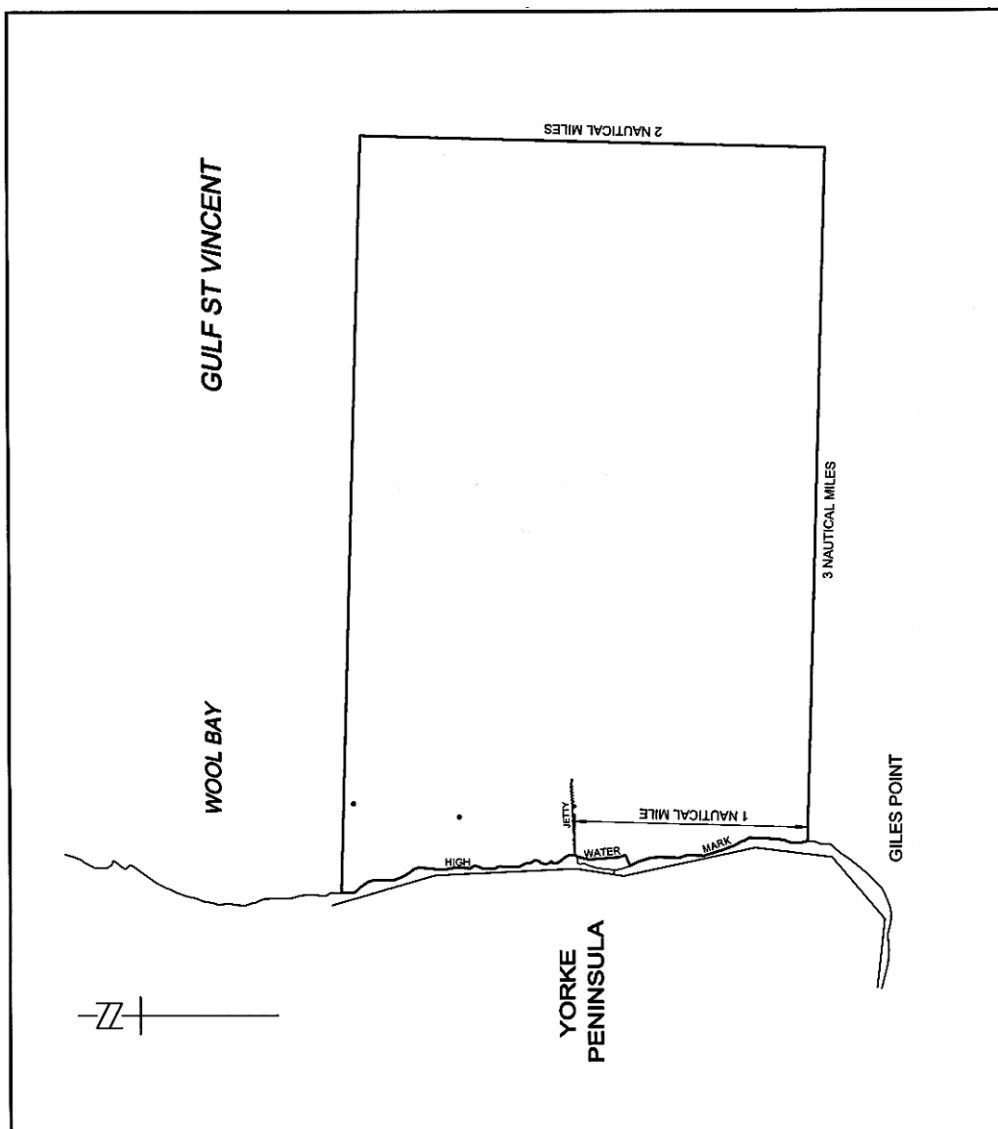 2 NAUTICAL MILES
GULF ST VINCENT
3 NAUTICAL MILES
WOOL BAY
JETTY
1 NAUTICAL MILE
HIGH
WATER
MARK
GILES POINT
YORKE
PENINSULA
N